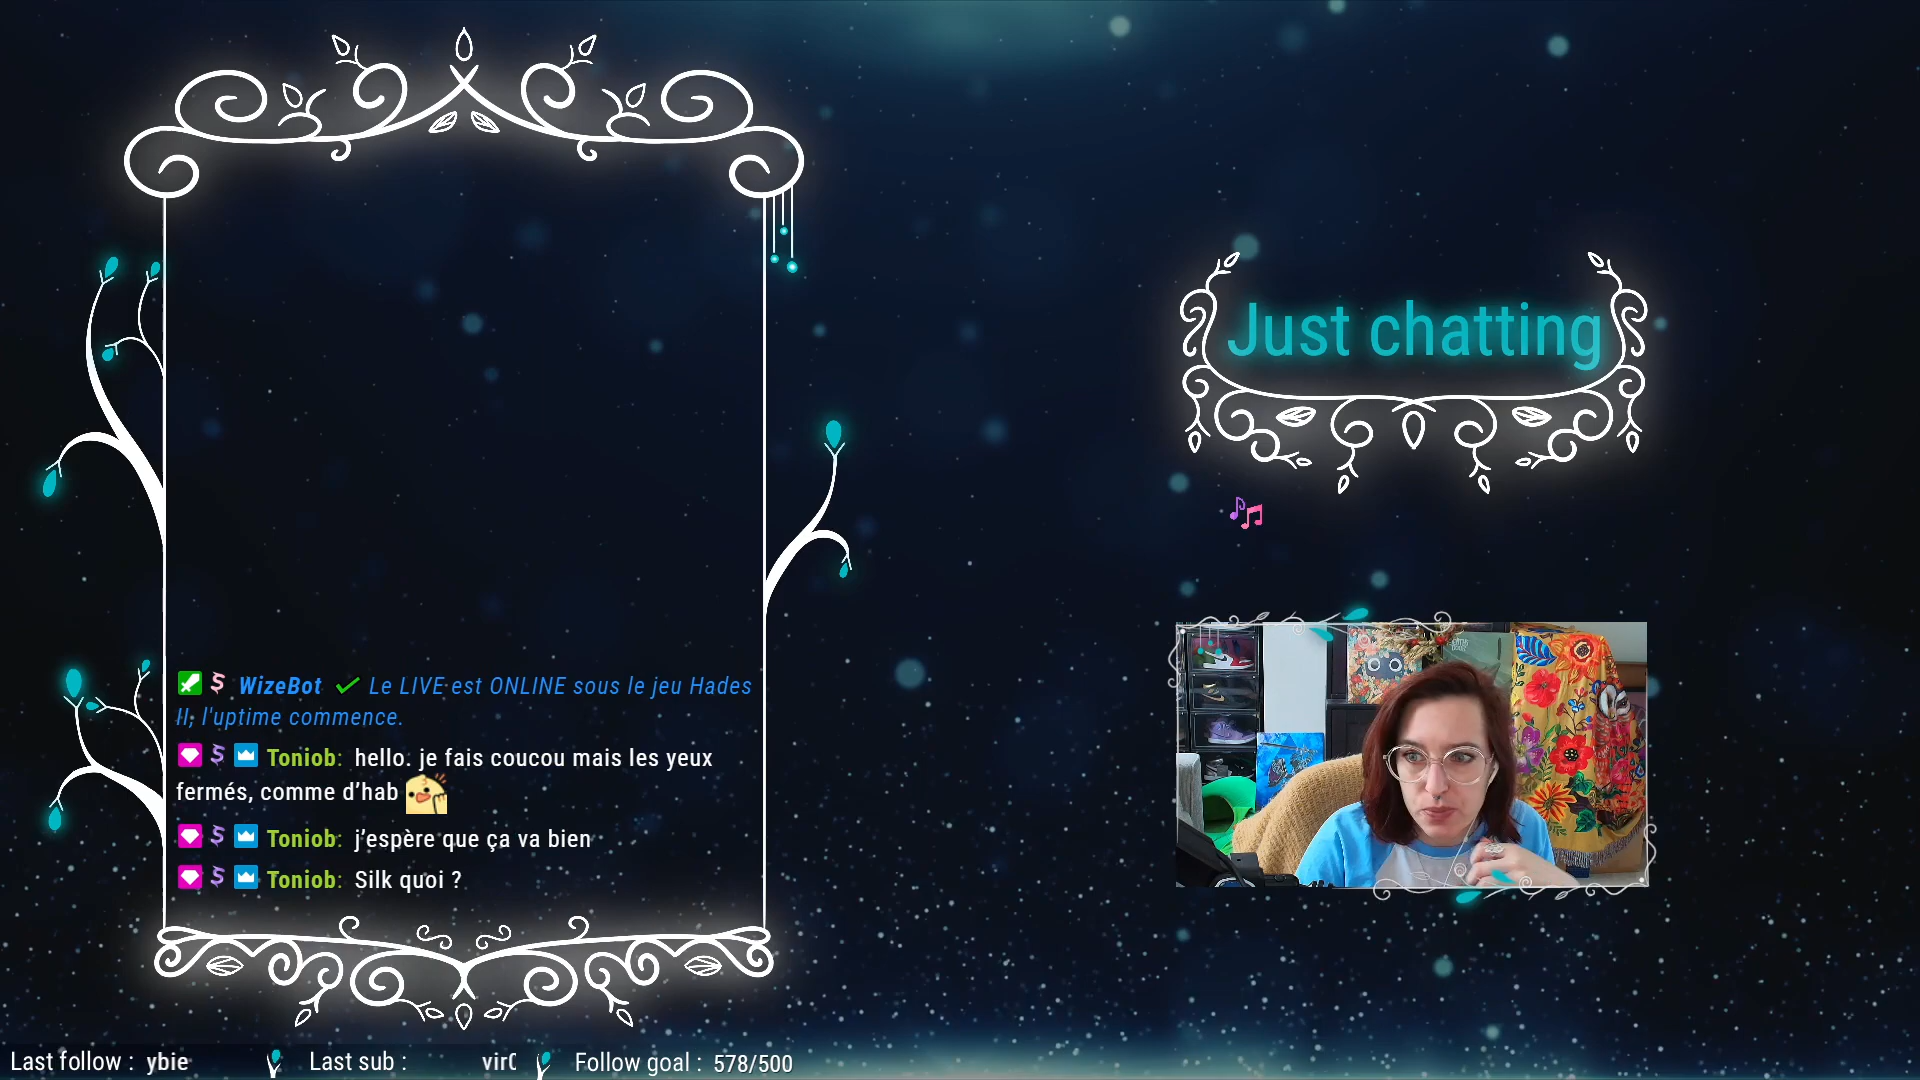 Just chatting
WizeBot Le LIVE est ONLINE sous le jeu Hades
II, l'uptime commence.
Toniob: hello. je fais coucou mais les yeux
fermés, comme d’hab
Toniob: j’espère que ça va bien
Toniob: Silk quoi ?
Last follow : ybie Last sub : Follow goal : 578/500